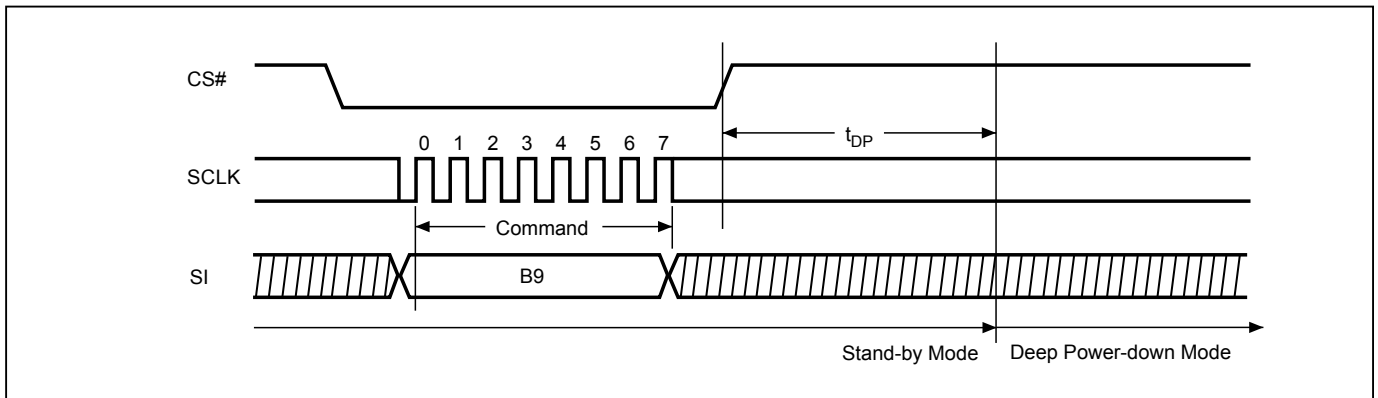 CS#
tDP
0 1 2 3 4 5 6 7
SCLK
Command
SI
B9
Stand-by Mode Deep Power-down Mode